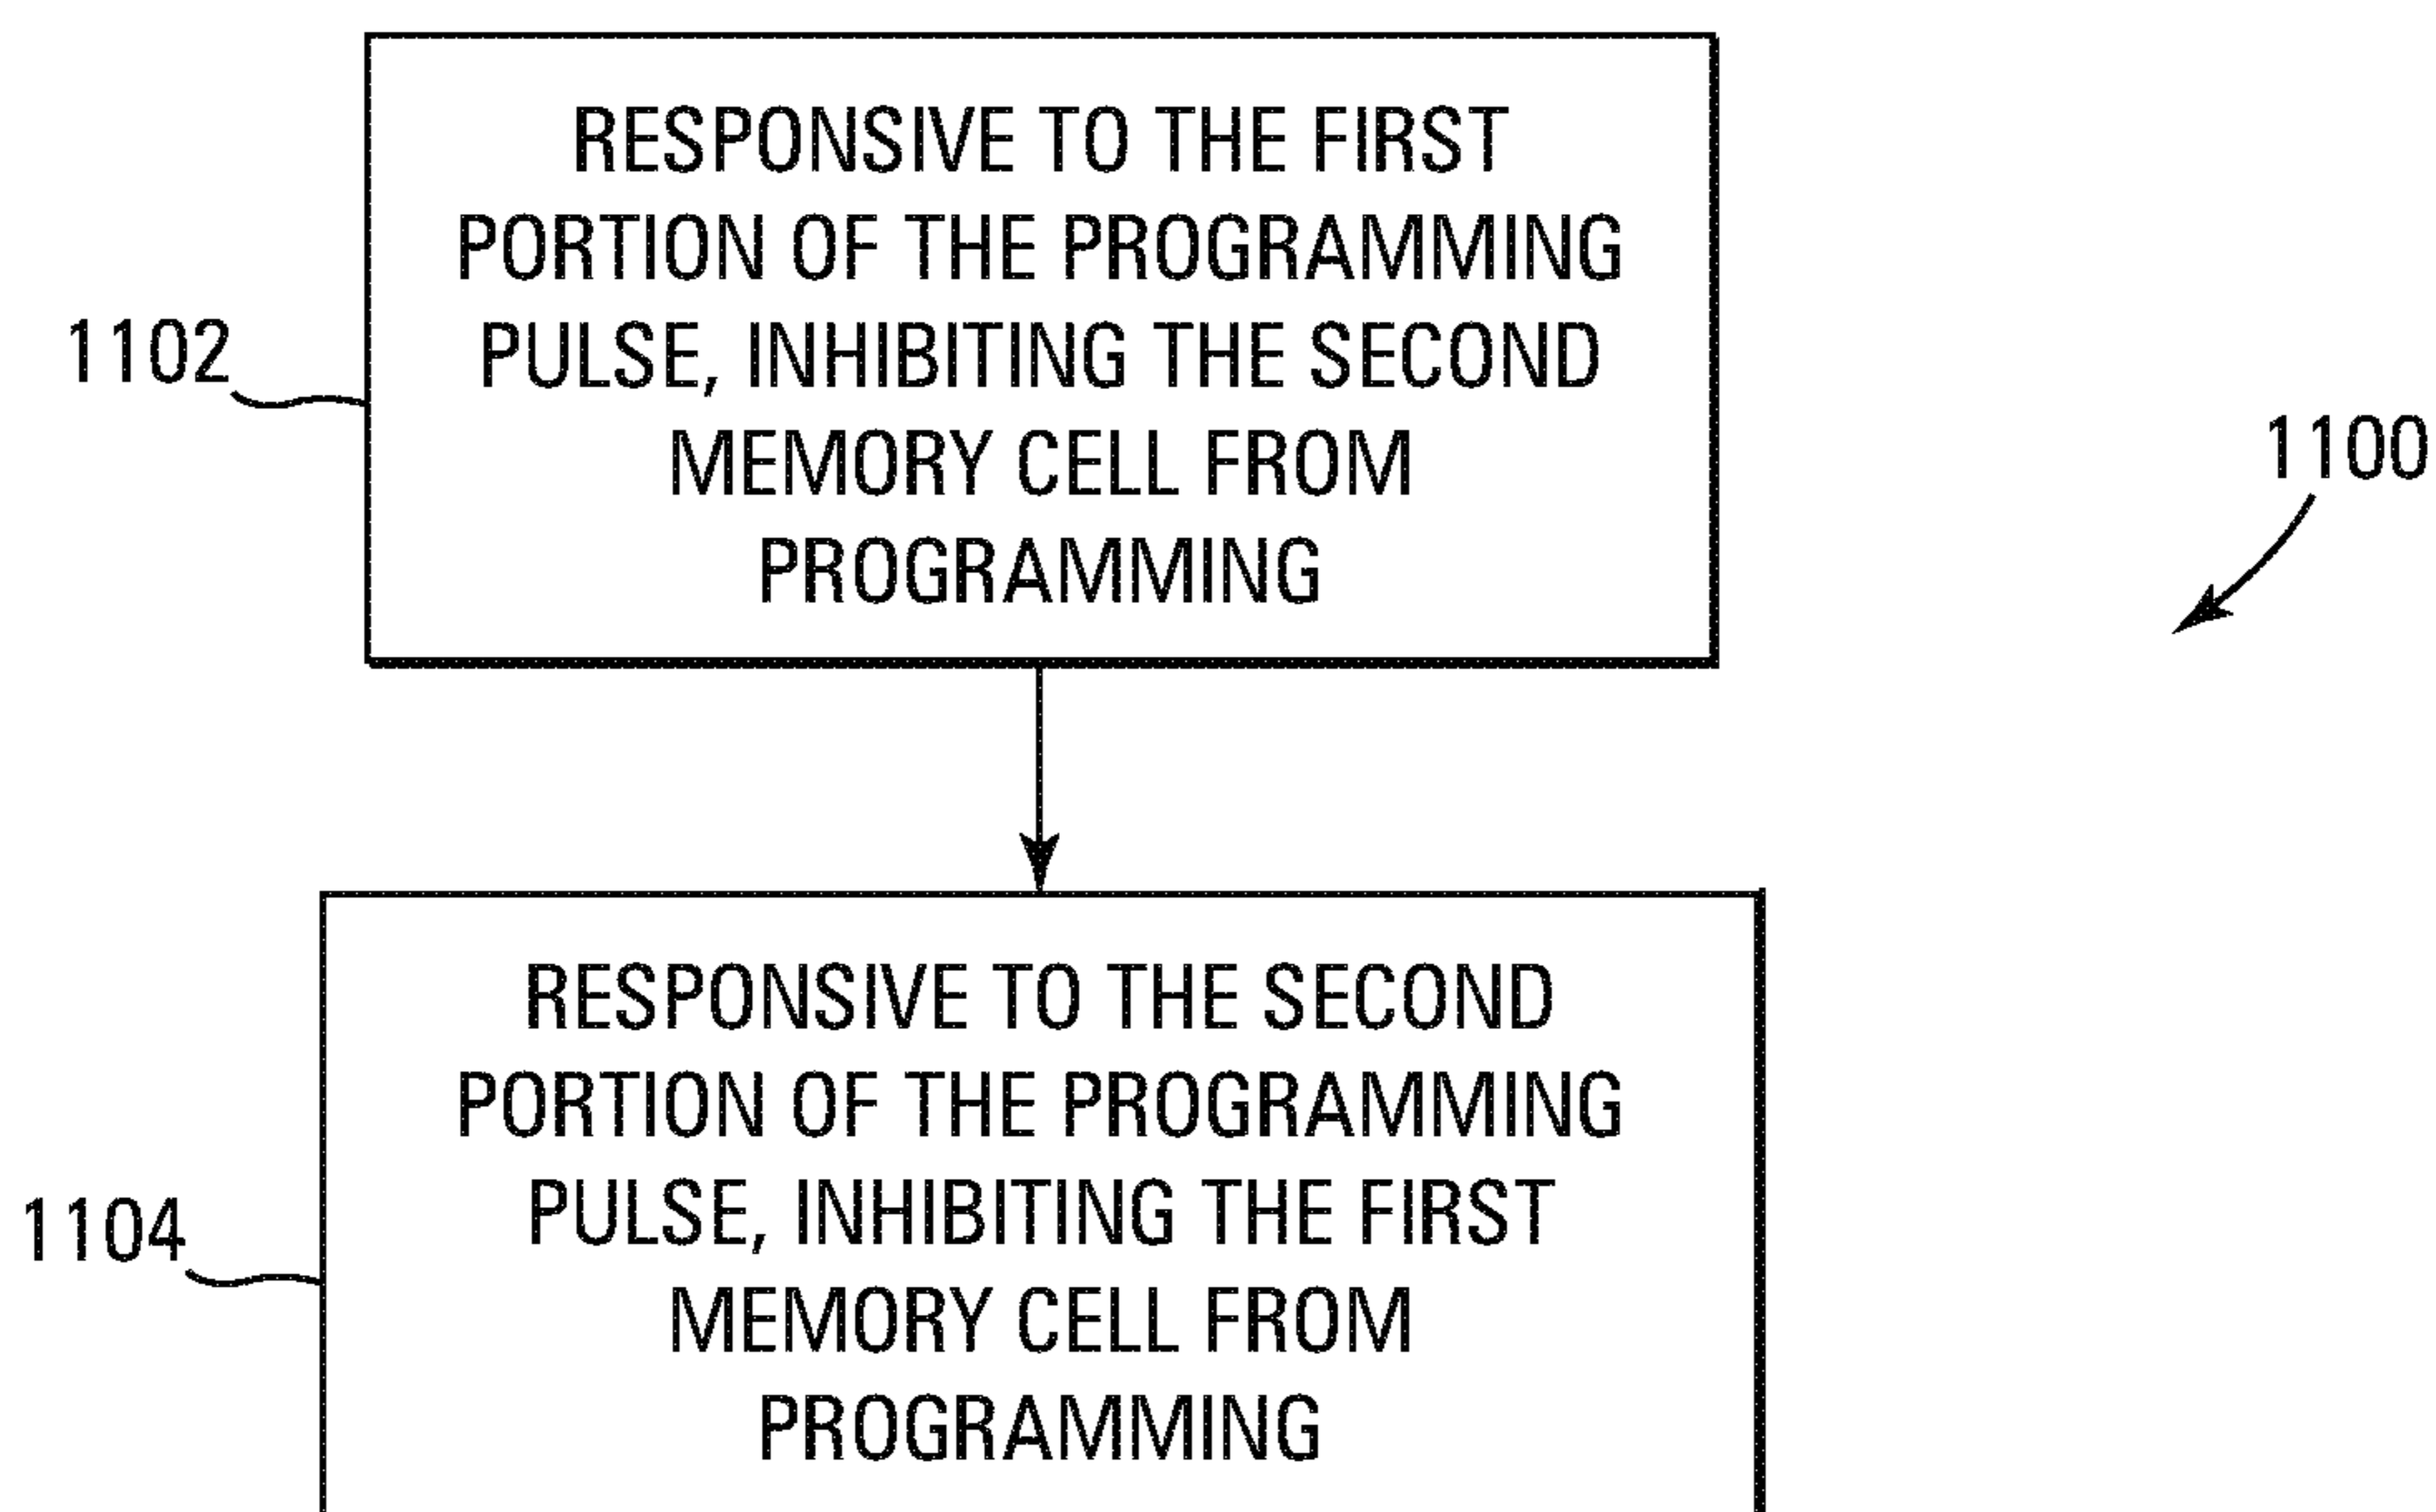 RESPONSIVE TO THE FIRST
PORTION OF THE PROGRAMMING
PULSE, INHIBITING THE SECOND
MEMORY CELL FROM
PROGRAMMING
1102
1100
RESPONSIVE TO THE SECOND
PORTION OF THE PROGRAMMING
PULSE, INHIBITING THE FIRST
MEMORY CELL FROM
PROGRAMMING
1104